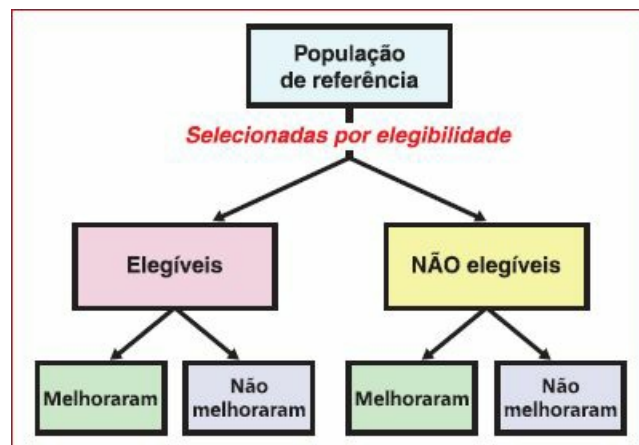 População
de referência
Selecionadas por elegibilidade
Elegíveis
NÃO elegíveis
Melhoraram
Não
melhoraram
Melhoraram
Não
melhoraram